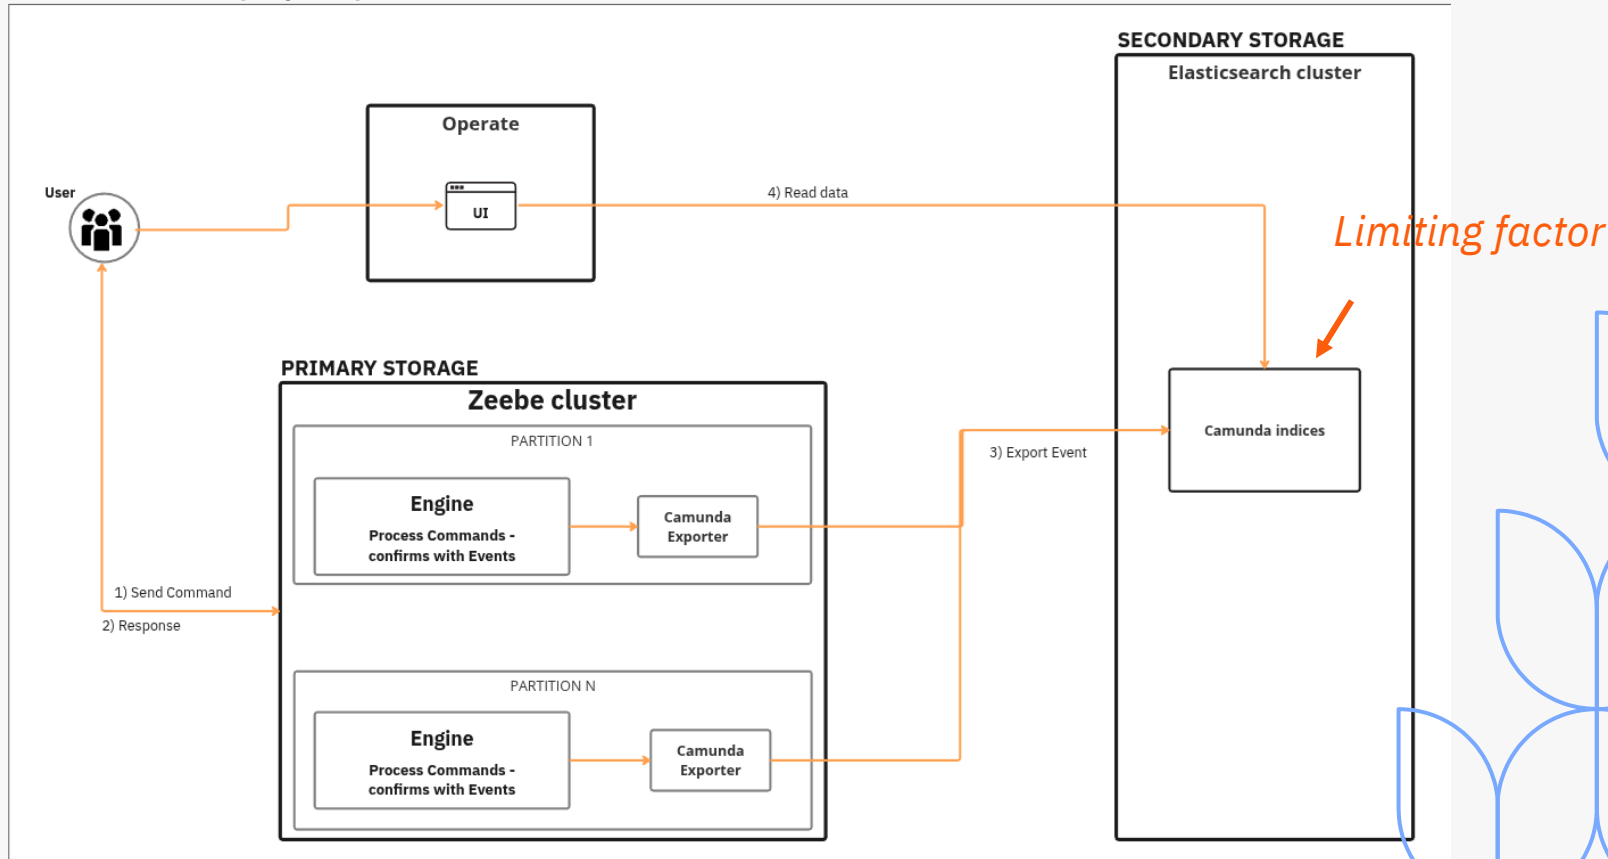 SECONDARY STORAGE
Elasticsearch cluster
Operate
User
UI
4) Read data
Limiting factor
PRIMARY STORAGE
Zeebe cluster
PARTITION 1
Engine
Process Commands -
confirms with Events
Camunda
Exporter
3) Export Event
Camunda indices
1) Send Command
2) Response
PARTITION N
Engine
Process Commands -
confirms with Events
Camunda
Exporter